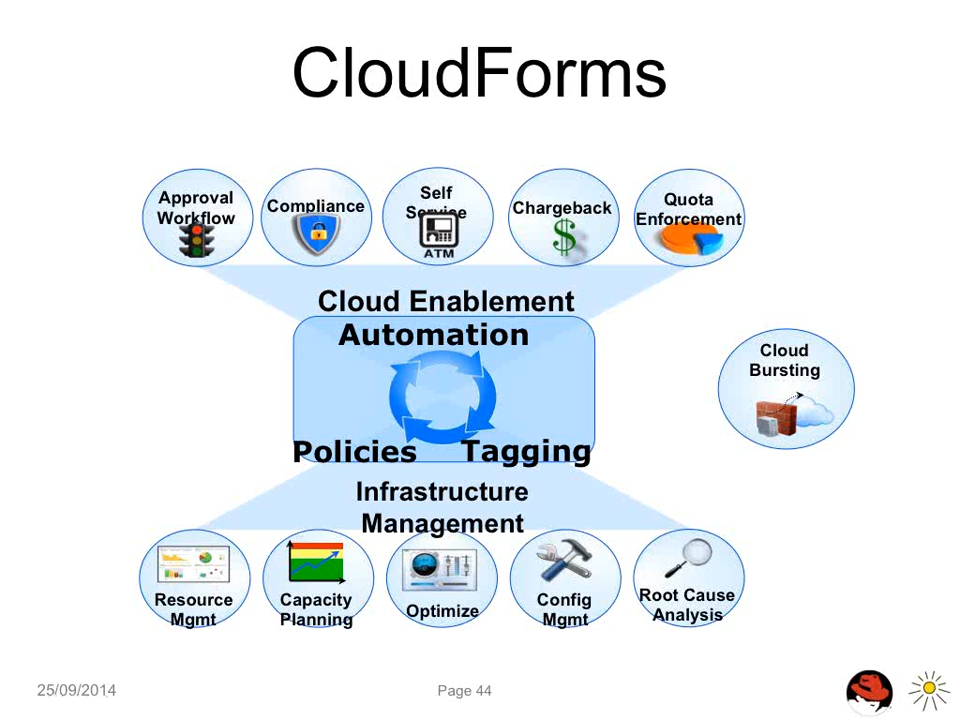 CloudForms
Approval
Workflow
Compliance
Self
Service
ATM
Chargeback
$
Quota
Enforcement
Cloud Enablement
Automation
Cloud
Bursting
Policies
Tagging
Infrastructure
Management
Resource
Mgmt
Capacity
Planning
Optimize
Config
Mgmt
Root Cause
Analysis
25/09/2014
Page 44